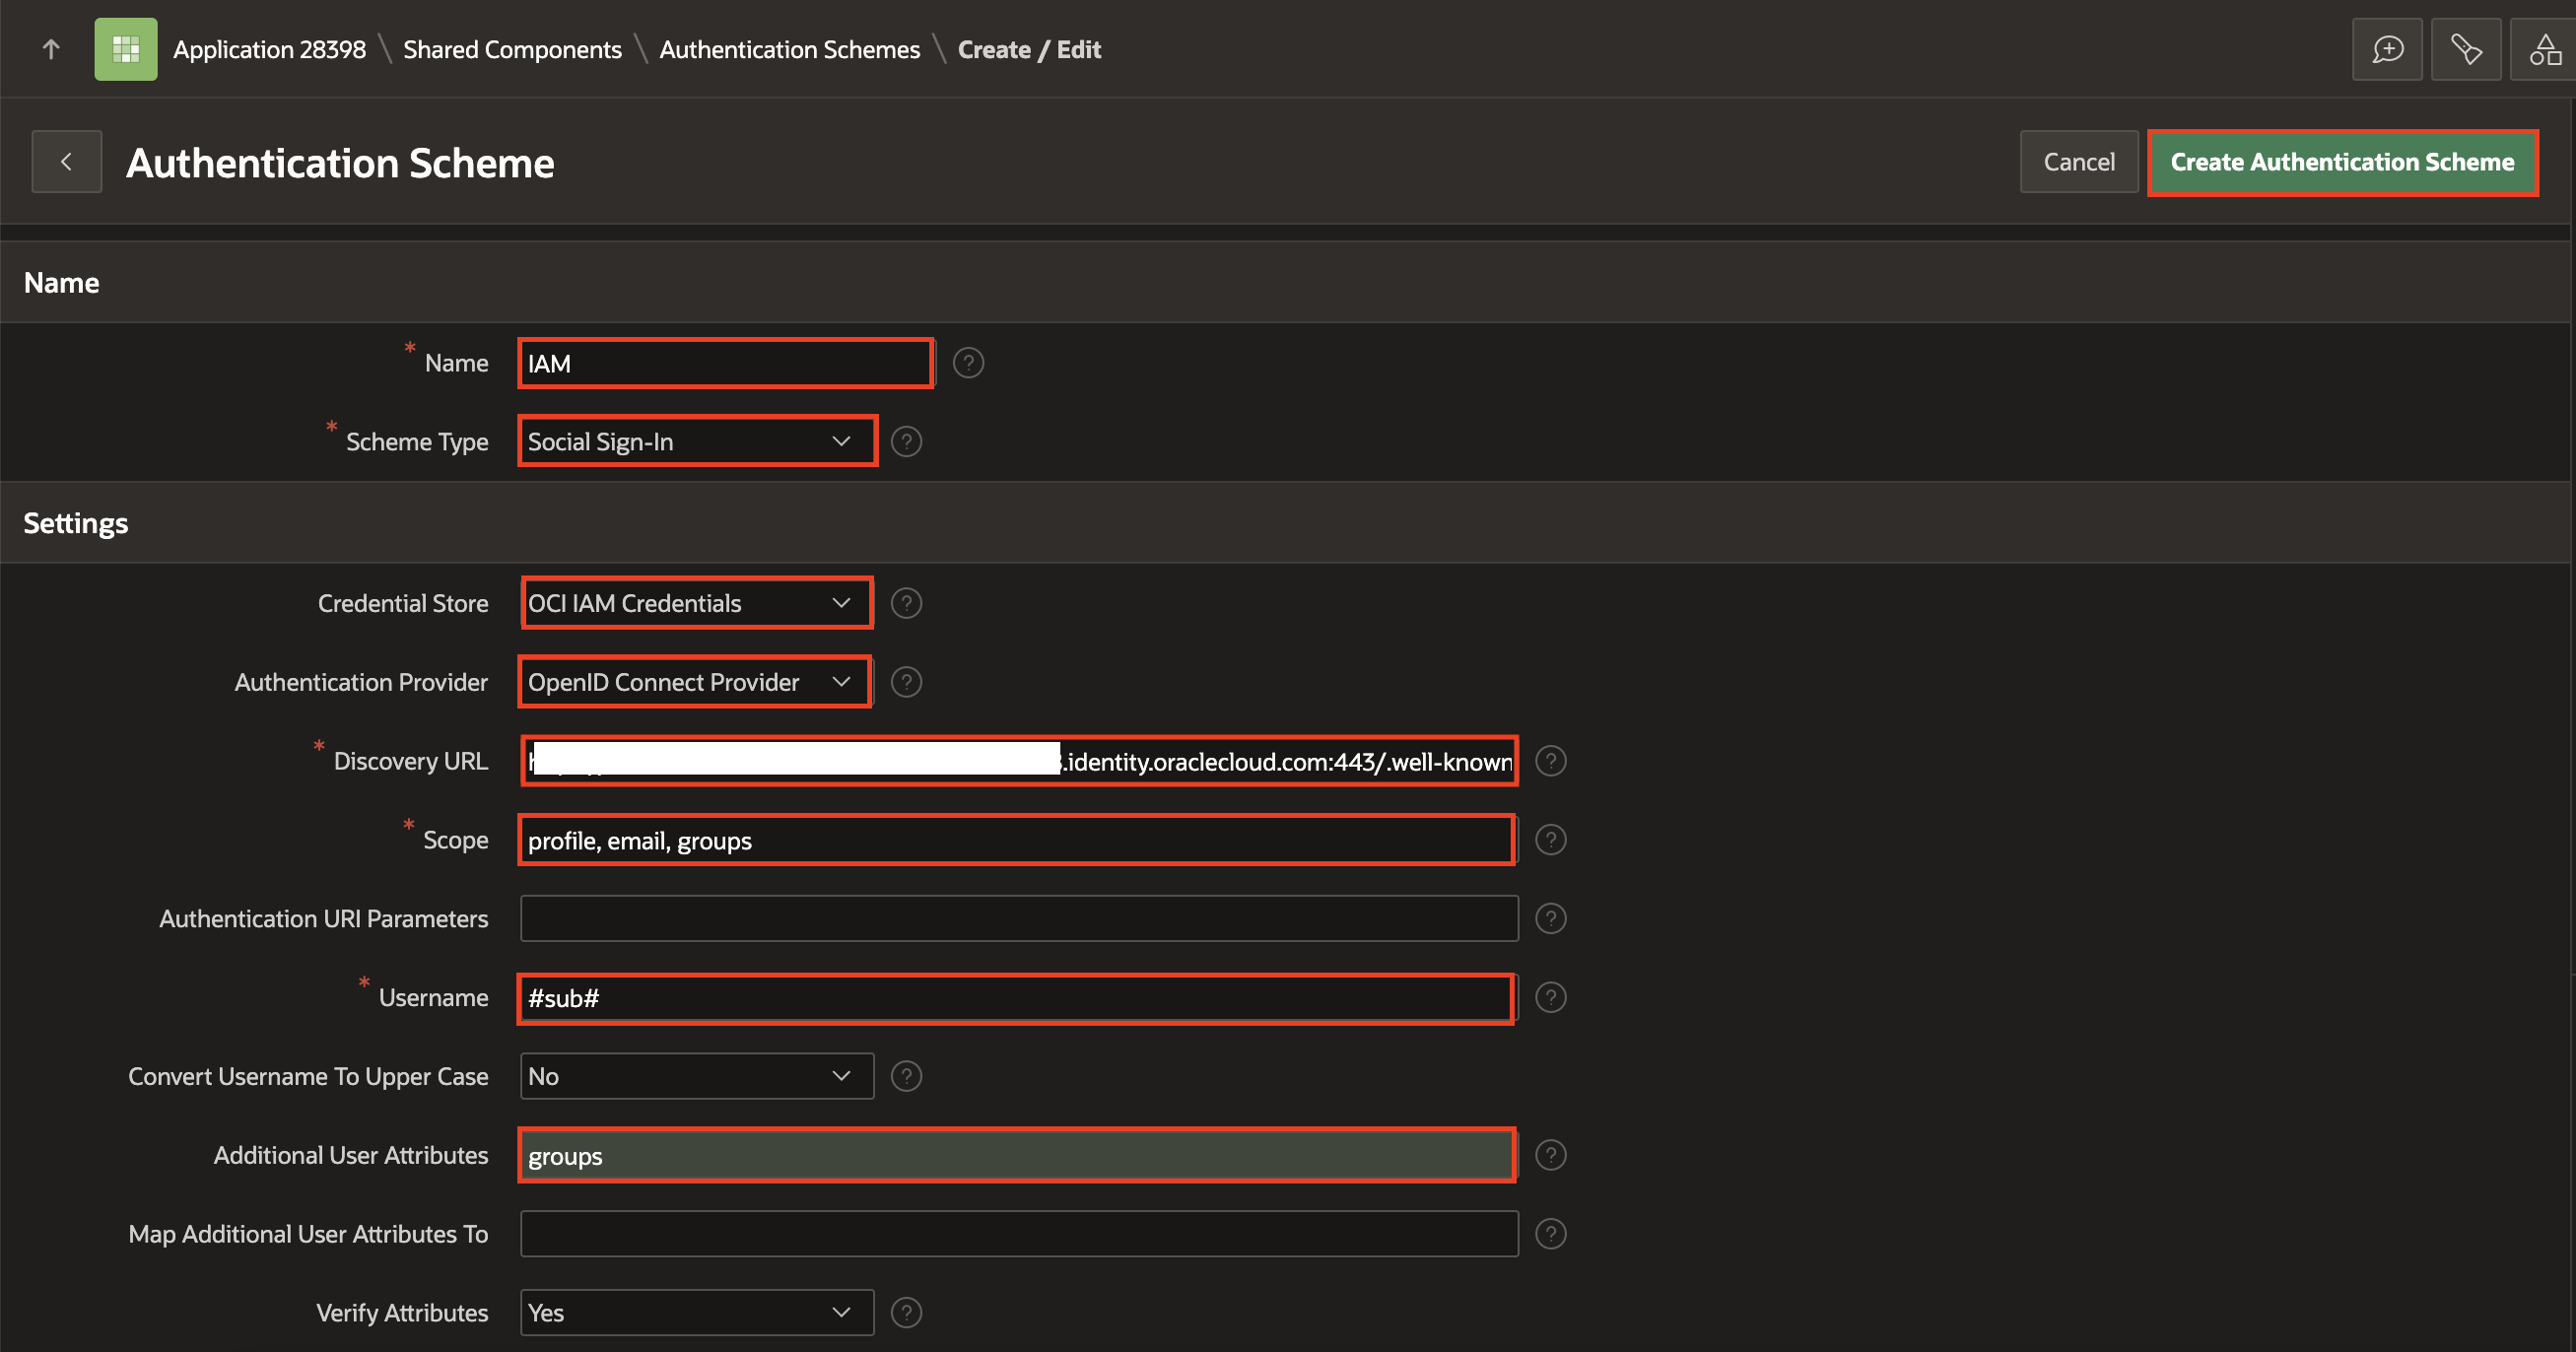 Application 28398 \ Shared Components \ Authentication Schemes \ Create / Edit
Authentication Scheme
Cancel
Create Authentication Scheme
Name
* Name IAM ?
* Scheme Type Social Sign-In ?
Settings
Credential Store OCI IAM Credentials ?
Authentication Provider OpenID Connect Provider ?
* Discovery URL .identity.oraclecloud.com:443/.well-known ?
* Scope profile, email, groups ?
Authentication URI Parameters ?
* Username #sub# ?
Convert Username To Upper Case No ?
Additional User Attributes groups ?
Map Additional User Attributes To ?
Verify Attributes Yes ?